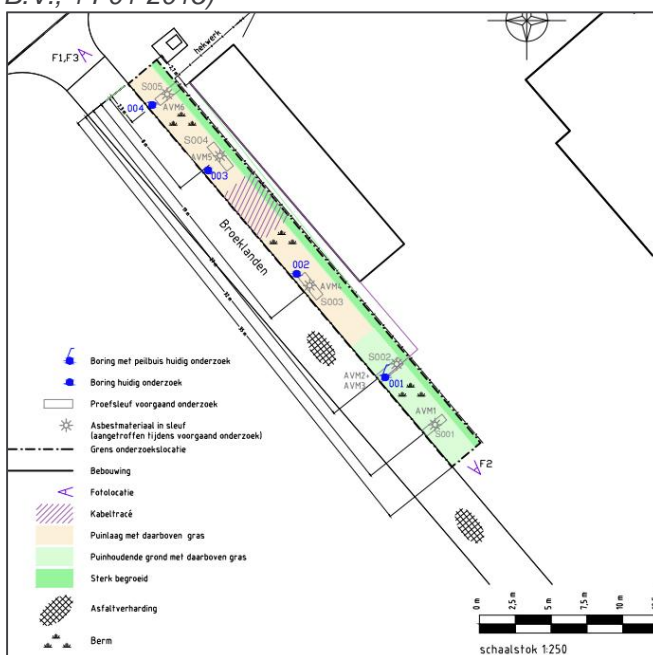 B.V., 11-01-2013)
F1,F3
hekwerk
S005
004
AVM6
S004
AVM5
003
Broeklanden
002
AVM4
S003
S002
AVM2+
AVM3
001
AVM1
S001
F2
Boring met peilbuis huidig onderzoek
Boring huidig onderzoek
Proefsleuf voorgaand onderzoek
Asbestmateriaal in sleuf
(aangetroffen tijdens voorgaand onderzoek)
Grens onderzoekslocatie
Bebouwing
Fotolocatie
Kabeltracé
Puinlaag met daarboven gras
Puinhoudende grond met daarboven gras
Sterk begroeid
Asfaltverharding
Berm
0 m
2,5 m
5 m
7,5 m
10 m
schaalstok 1:250